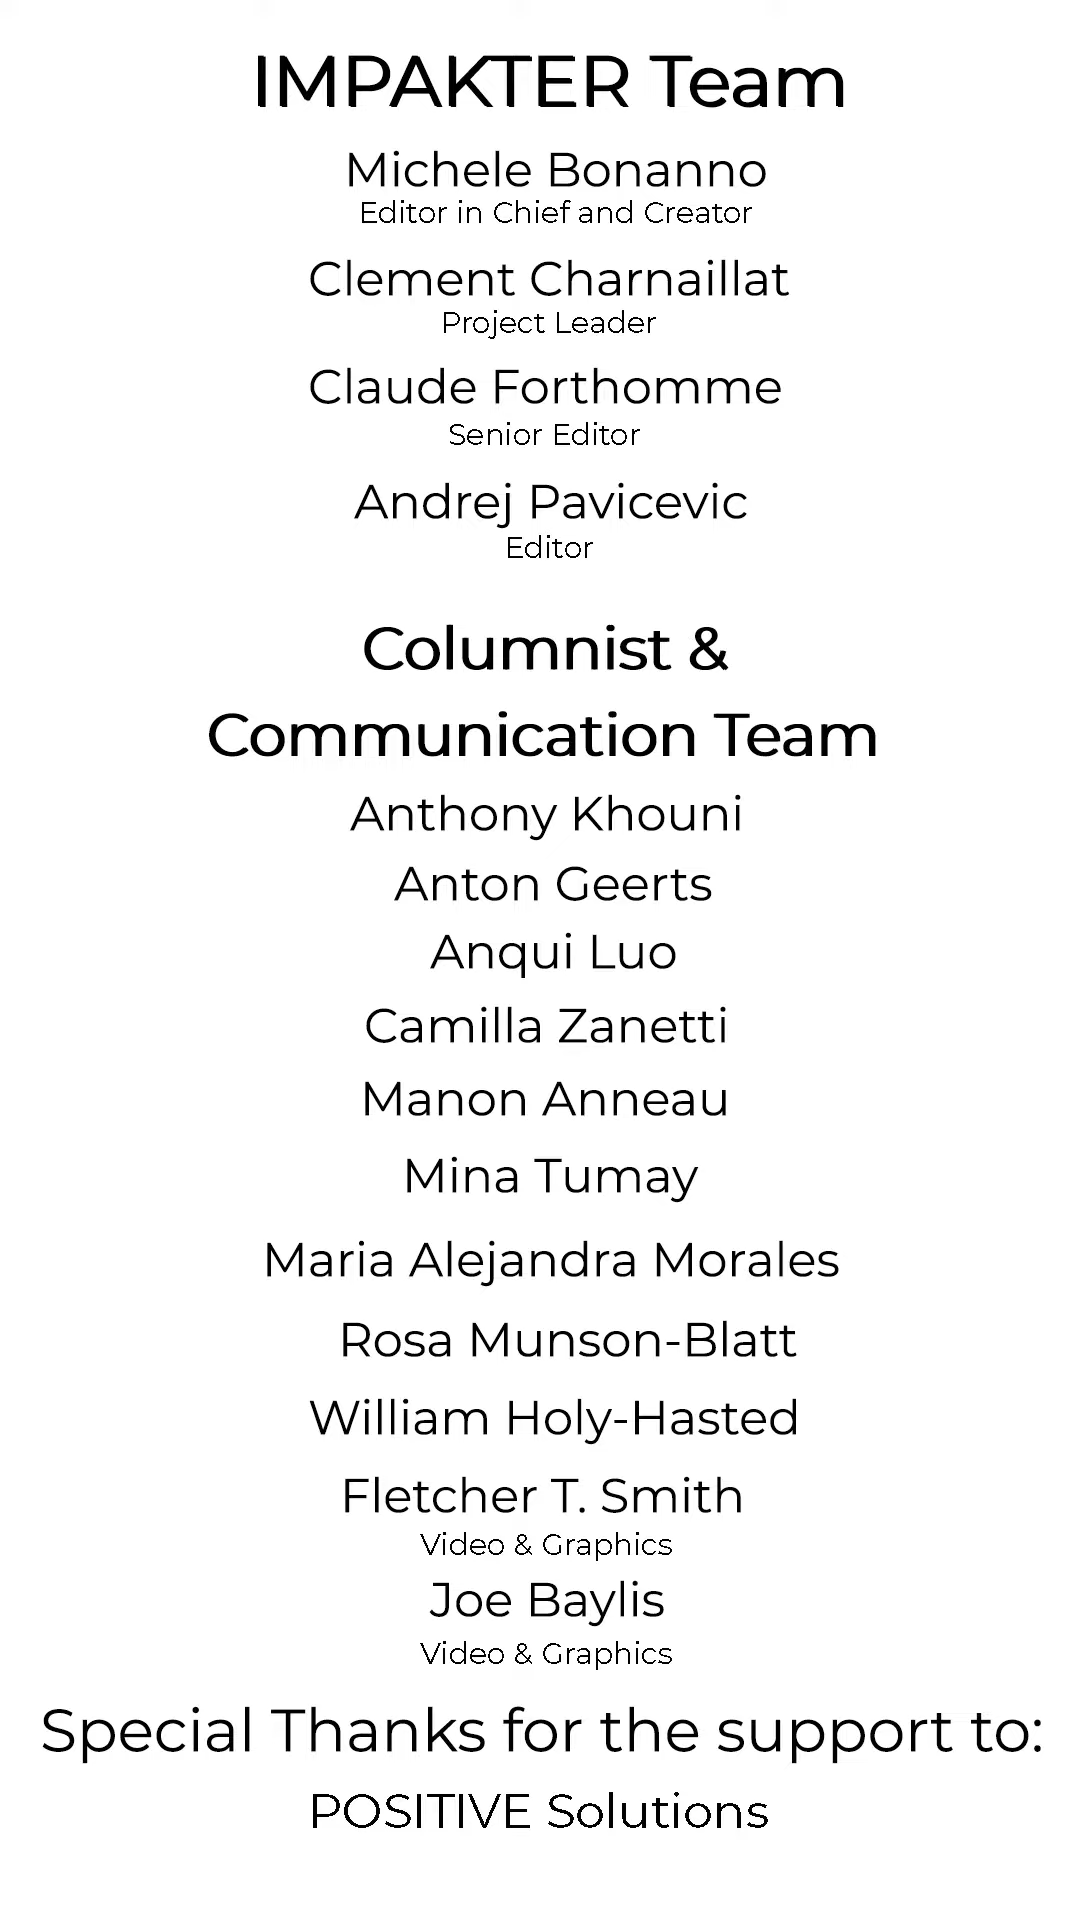 IMPAKTER Team
Michele Bonanno
Editor in Chief and Creator
Clement Charnaillat
Project Leader
Claude Forthomme
Senior Editor
Andrej Pavicevic
Editor
Columnist &
Communication Team
Anthony Khouni
Anton Geerts
Anqui Luo
Camilla Zanetti
Manon Anneau
Mina Tumay
Maria Alejandra Morales
Rosa Munson-Blatt
William Holy-Hasted
Fletcher T. Smith
Video & Graphics
Joe Baylis
Video & Graphics
Special Thanks for the support to:
POSITIVE Solutions